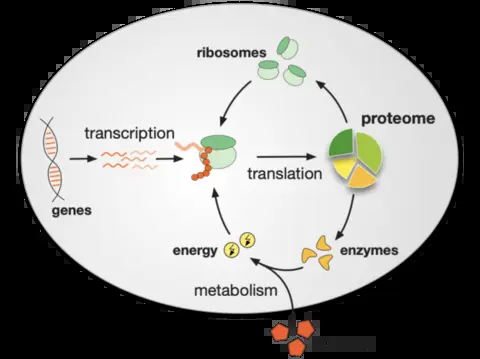 ribosomes
proteome
transcription
translation
genes
energy
enzymes
metabolism